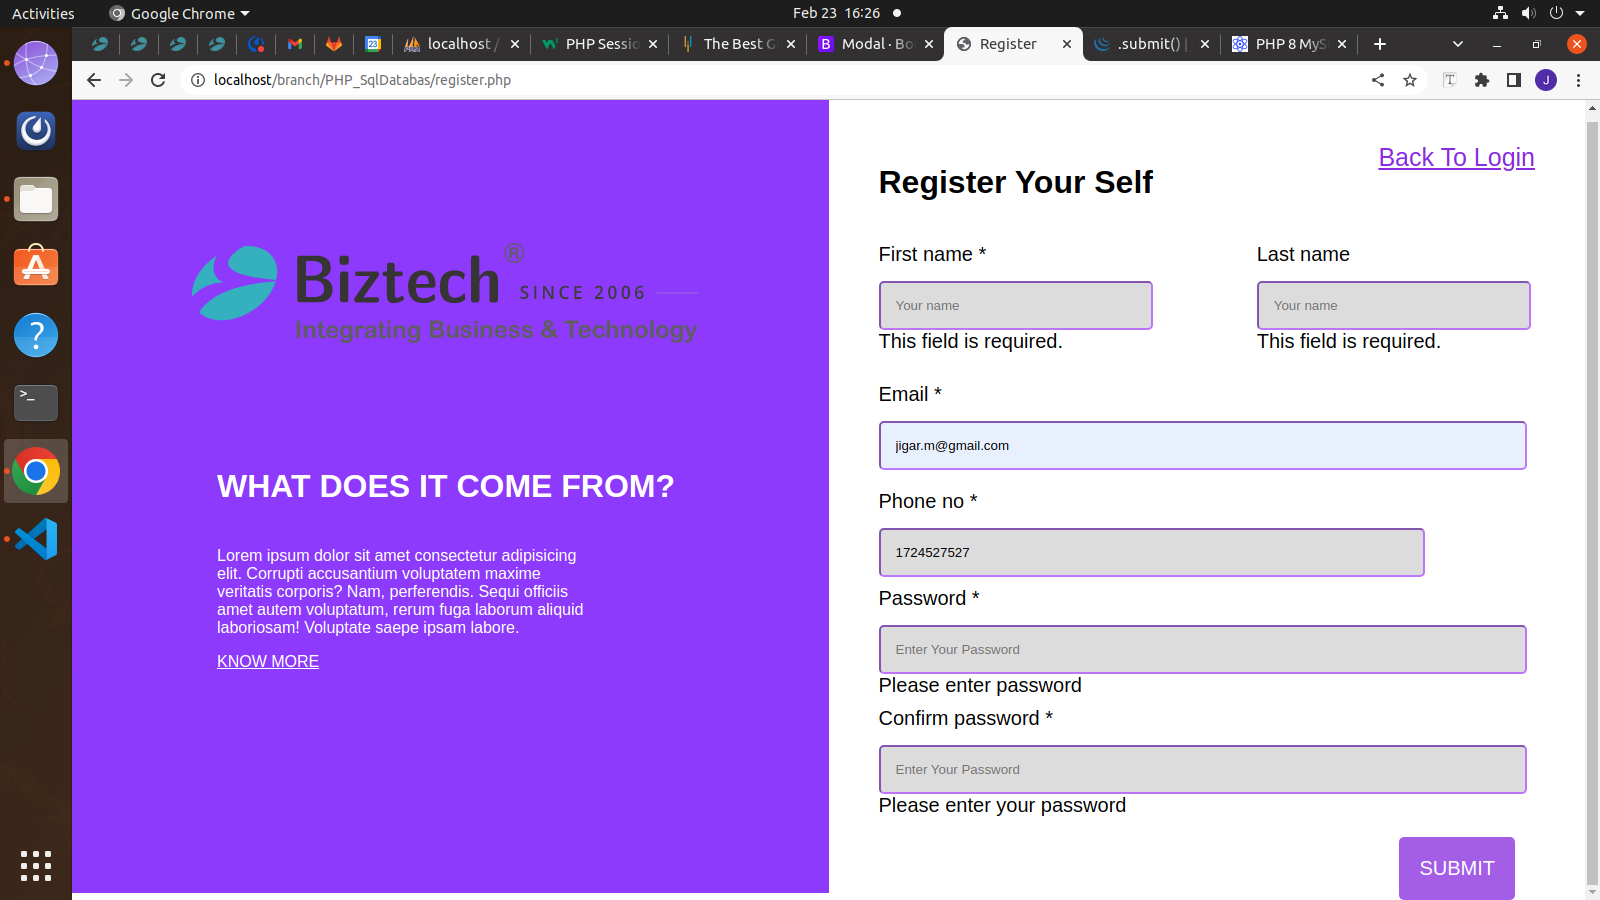 Activities
Google Chrome
Feb 23 16:26
localhost /
PHP Sessio
The Best G
Modal · Bo
Register
.submit() |
PHP 8 MyS
localhost/branch/PHP_SqlDatabas/register.php
J
Biztech®
SINCE 2006
Integrating Business & Technology
WHAT DOES IT COME FROM?
Lorem ipsum dolor sit amet consectetur adipisicing
elit. Corrupti accusantium voluptatem maxime
veritatis corporis? Nam, perferendis. Sequi officiis
amet autem voluptatum, rerum fuga laborum aliquid
laboriosam! Voluptate saepe ipsam labore.
KNOW MORE
Back To Login
Register Your Self
First name *
Last name
Your name
Your name
This field is required.
This field is required.
Email *
jigar.m@gmail.com
Phone no *
1724527527
Password *
Enter Your Password
Please enter password
Confirm password *
Enter Your Password
Please enter your password
SUBMIT